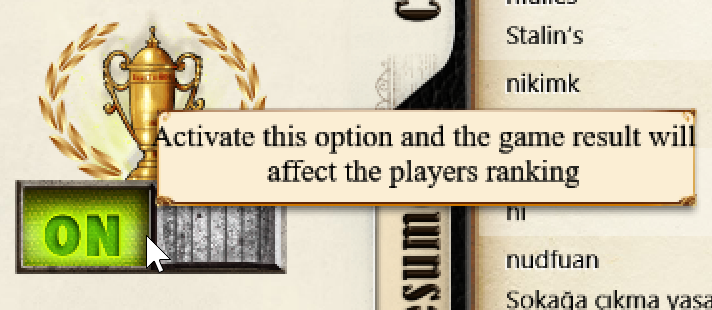 Stalin's
nikimk
Activate this option and the game result will
affect the players ranking
ON
nudfuan
Sokağa çıkma yasa